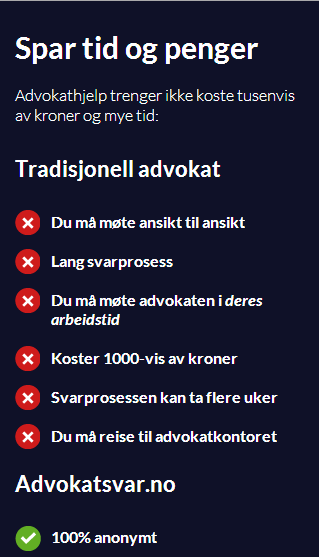 Spar tid og penger
Advokathjelp trenger ikke koste tusenvis
av kroner og mye tid:
Tradisjonell advokat
Du må møte ansikt til ansikt
Lang svarprosess
Du må møte advokaten i deres
arbeidstid
Koster 1000-vis av kroner
Svarprosessen kan ta flere uker
Du må reise til advokatkontoret
Advokatsvar.no
100% anonymt